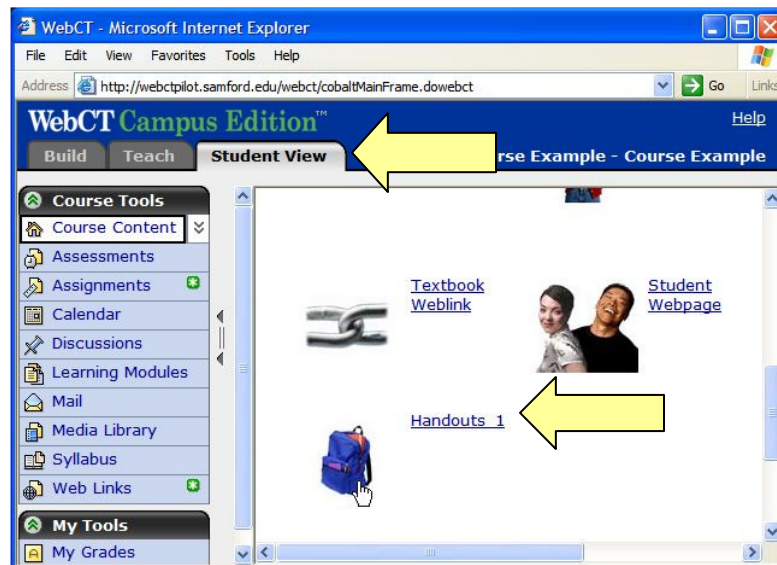 WebCT - Microsoft Internet Explorer
File Edit View Favorites Tools Help
Address http://webctpilot.samford.edu/webct/cobaltMainFrame.dowebct Go Links
WebCT Campus Edition™ Help
Build Teach Student View rse Example - Course Example
Course Tools
Course Content
Assessments
Assignments
Calendar
Discussions
Learning Modules
Mail
Media Library
Syllabus
Web Links
My Tools
My Grades
Textbook
Weblink
Student
Webpage
Handouts 1